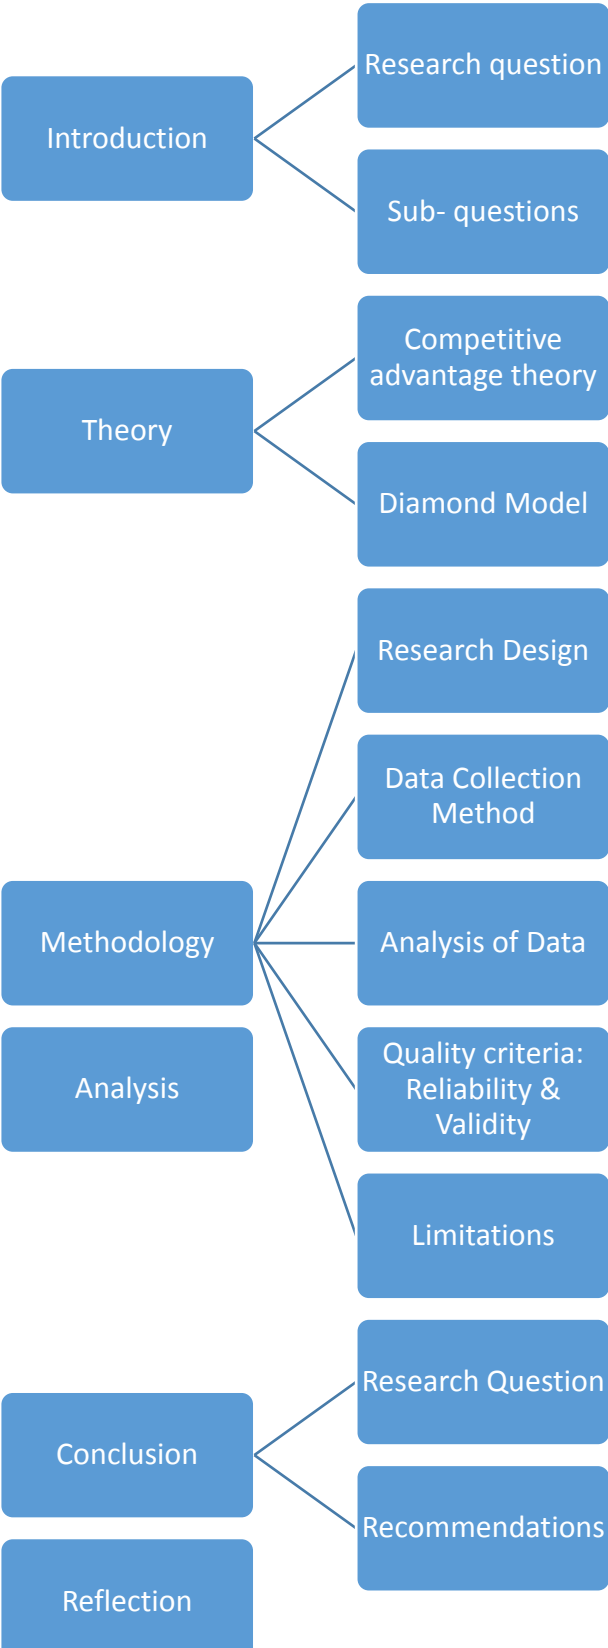 Introduction
Research question
Sub- questions
Theory
Competitive
advantage theory
Diamond Model
Methodology
Research Design
Data Collection
Method
Analysis of Data
Quality criteria:
Reliability &
Validity
Limitations
Analysis
Conclusion
Research Question
Recommendations
Reflection